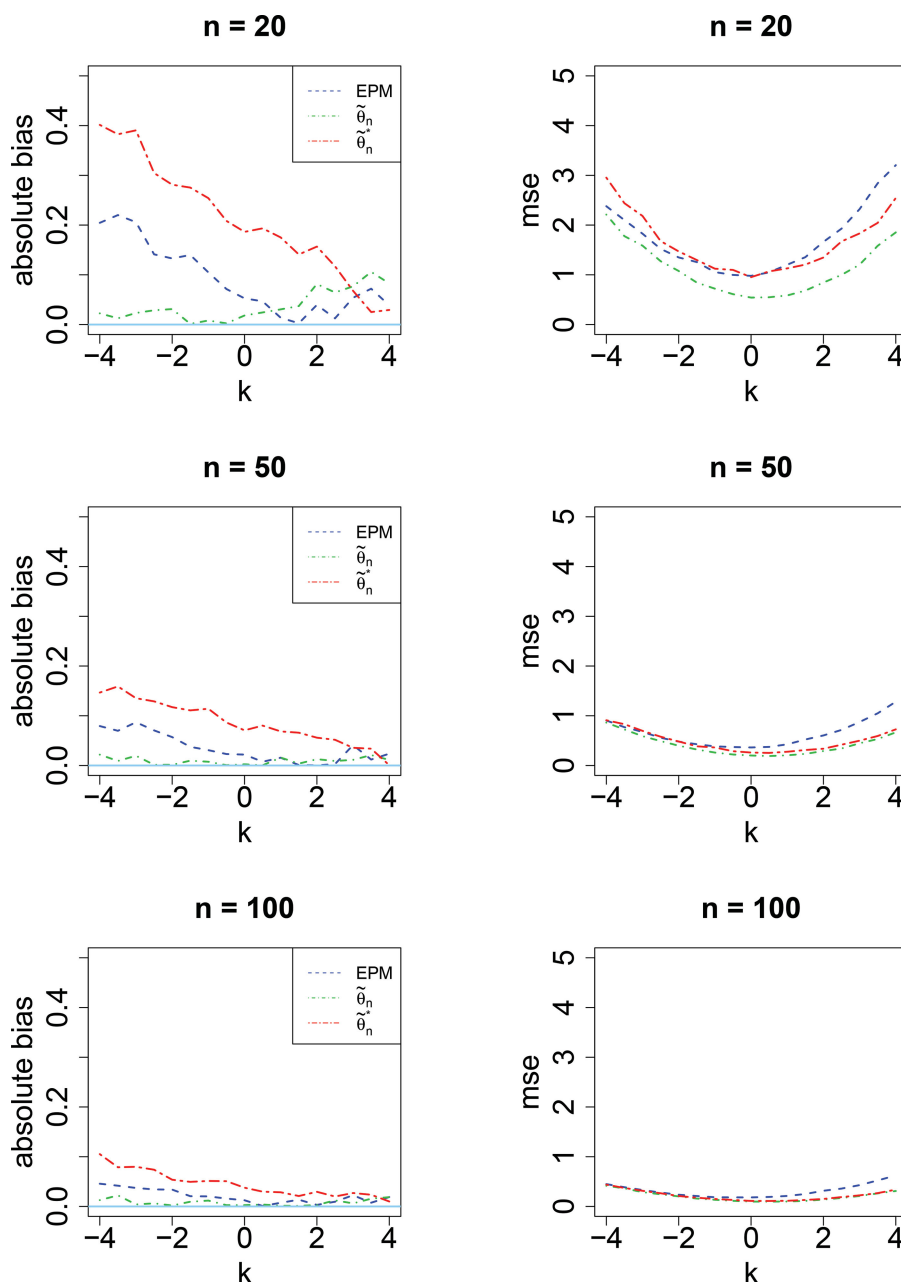 n = 20
absolute bias
0.0 0.2 0.4
−4 −2 0 2 4
k
EPM
θ̃n
θ̃n*
n = 20
mse
0 1 2 3 4 5
−4 −2 0 2 4
k
n = 50
absolute bias
0.0 0.2 0.4
−4 −2 0 2 4
k
EPM
θ̃n
θ̃n*
n = 50
mse
0 1 2 3 4 5
−4 −2 0 2 4
k
n = 100
absolute bias
0.0 0.2 0.4
−4 −2 0 2 4
k
EPM
θ̃n
θ̃n*
n = 100
mse
0 1 2 3 4 5
−4 −2 0 2 4
k